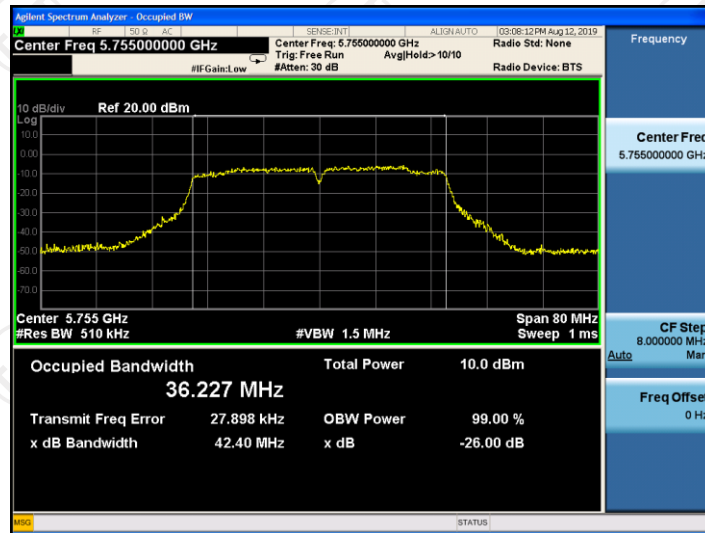 Agilent Spectrum Analyzer - Occupied BW
RF 50 Ω AC SENSE:INT ALIGN AUTO 03:08:12 PM Aug 12, 2019
Center Freq 5.755000000 GHz
Center Freq: 5.755000000 GHz
Radio Std: None
Trig: Free Run Avg|Hold:>10/10
#IFGain:Low #Atten: 30 dB Radio Device: BTS
10 dB/div Ref 20.00 dBm
Log
10.0
0.00
-10.0
-20.0
-30.0
-40.0
-50.0
-60.0
-70.0
Center 5.755 GHz Span 80 MHz
#Res BW 510 kHz #VBW 1.5 MHz Sweep 1 ms
Occupied Bandwidth Total Power 10.0 dBm
36.227 MHz
Transmit Freq Error 27.898 kHz OBW Power 99.00 %
x dB Bandwidth 42.40 MHz x dB -26.00 dB
MSG STATUS
Frequency
Center Freq
5.755000000 GHz
CF Step
8.000000 MHz
Auto Man
Freq Offset
0 Hz